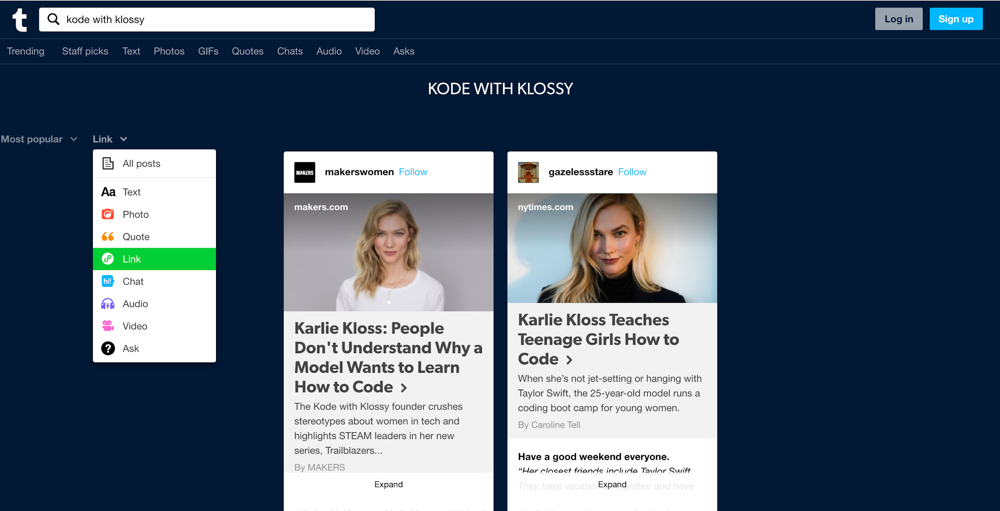 t
kode with klossy
Log in
Sign up
Trending
Staff picks
Text
Photos
GIFs
Quotes
Chats
Audio
Video
Asks
KODE WITH KLOSSY
Most popular
Link
All posts
Aa Text
Photo
Quote
Link
hi! Chat
Audio
Video
? Ask
MAKERS
makerswomen Follow
makers.com
Karlie Kloss: People
Don't Understand Why a
Model Wants to Learn
How to Code >
The Kode with Klossy founder crushes
stereotypes about women in tech and
highlights STEAM leaders in her new
series, Trailblazers...
By MAKERS
Expand
gazelessstare Follow
nytimes.com
Karlie Kloss Teaches
Teenage Girls How to
Code >
When she’s not jet-setting or hanging with
Taylor Swift, the 25-year-old model runs a
coding boot camp for young women.
By Caroline Tell
Have a good weekend everyone.
“Her closest friends include Taylor Swift.
They have vacationed together and have
Expand